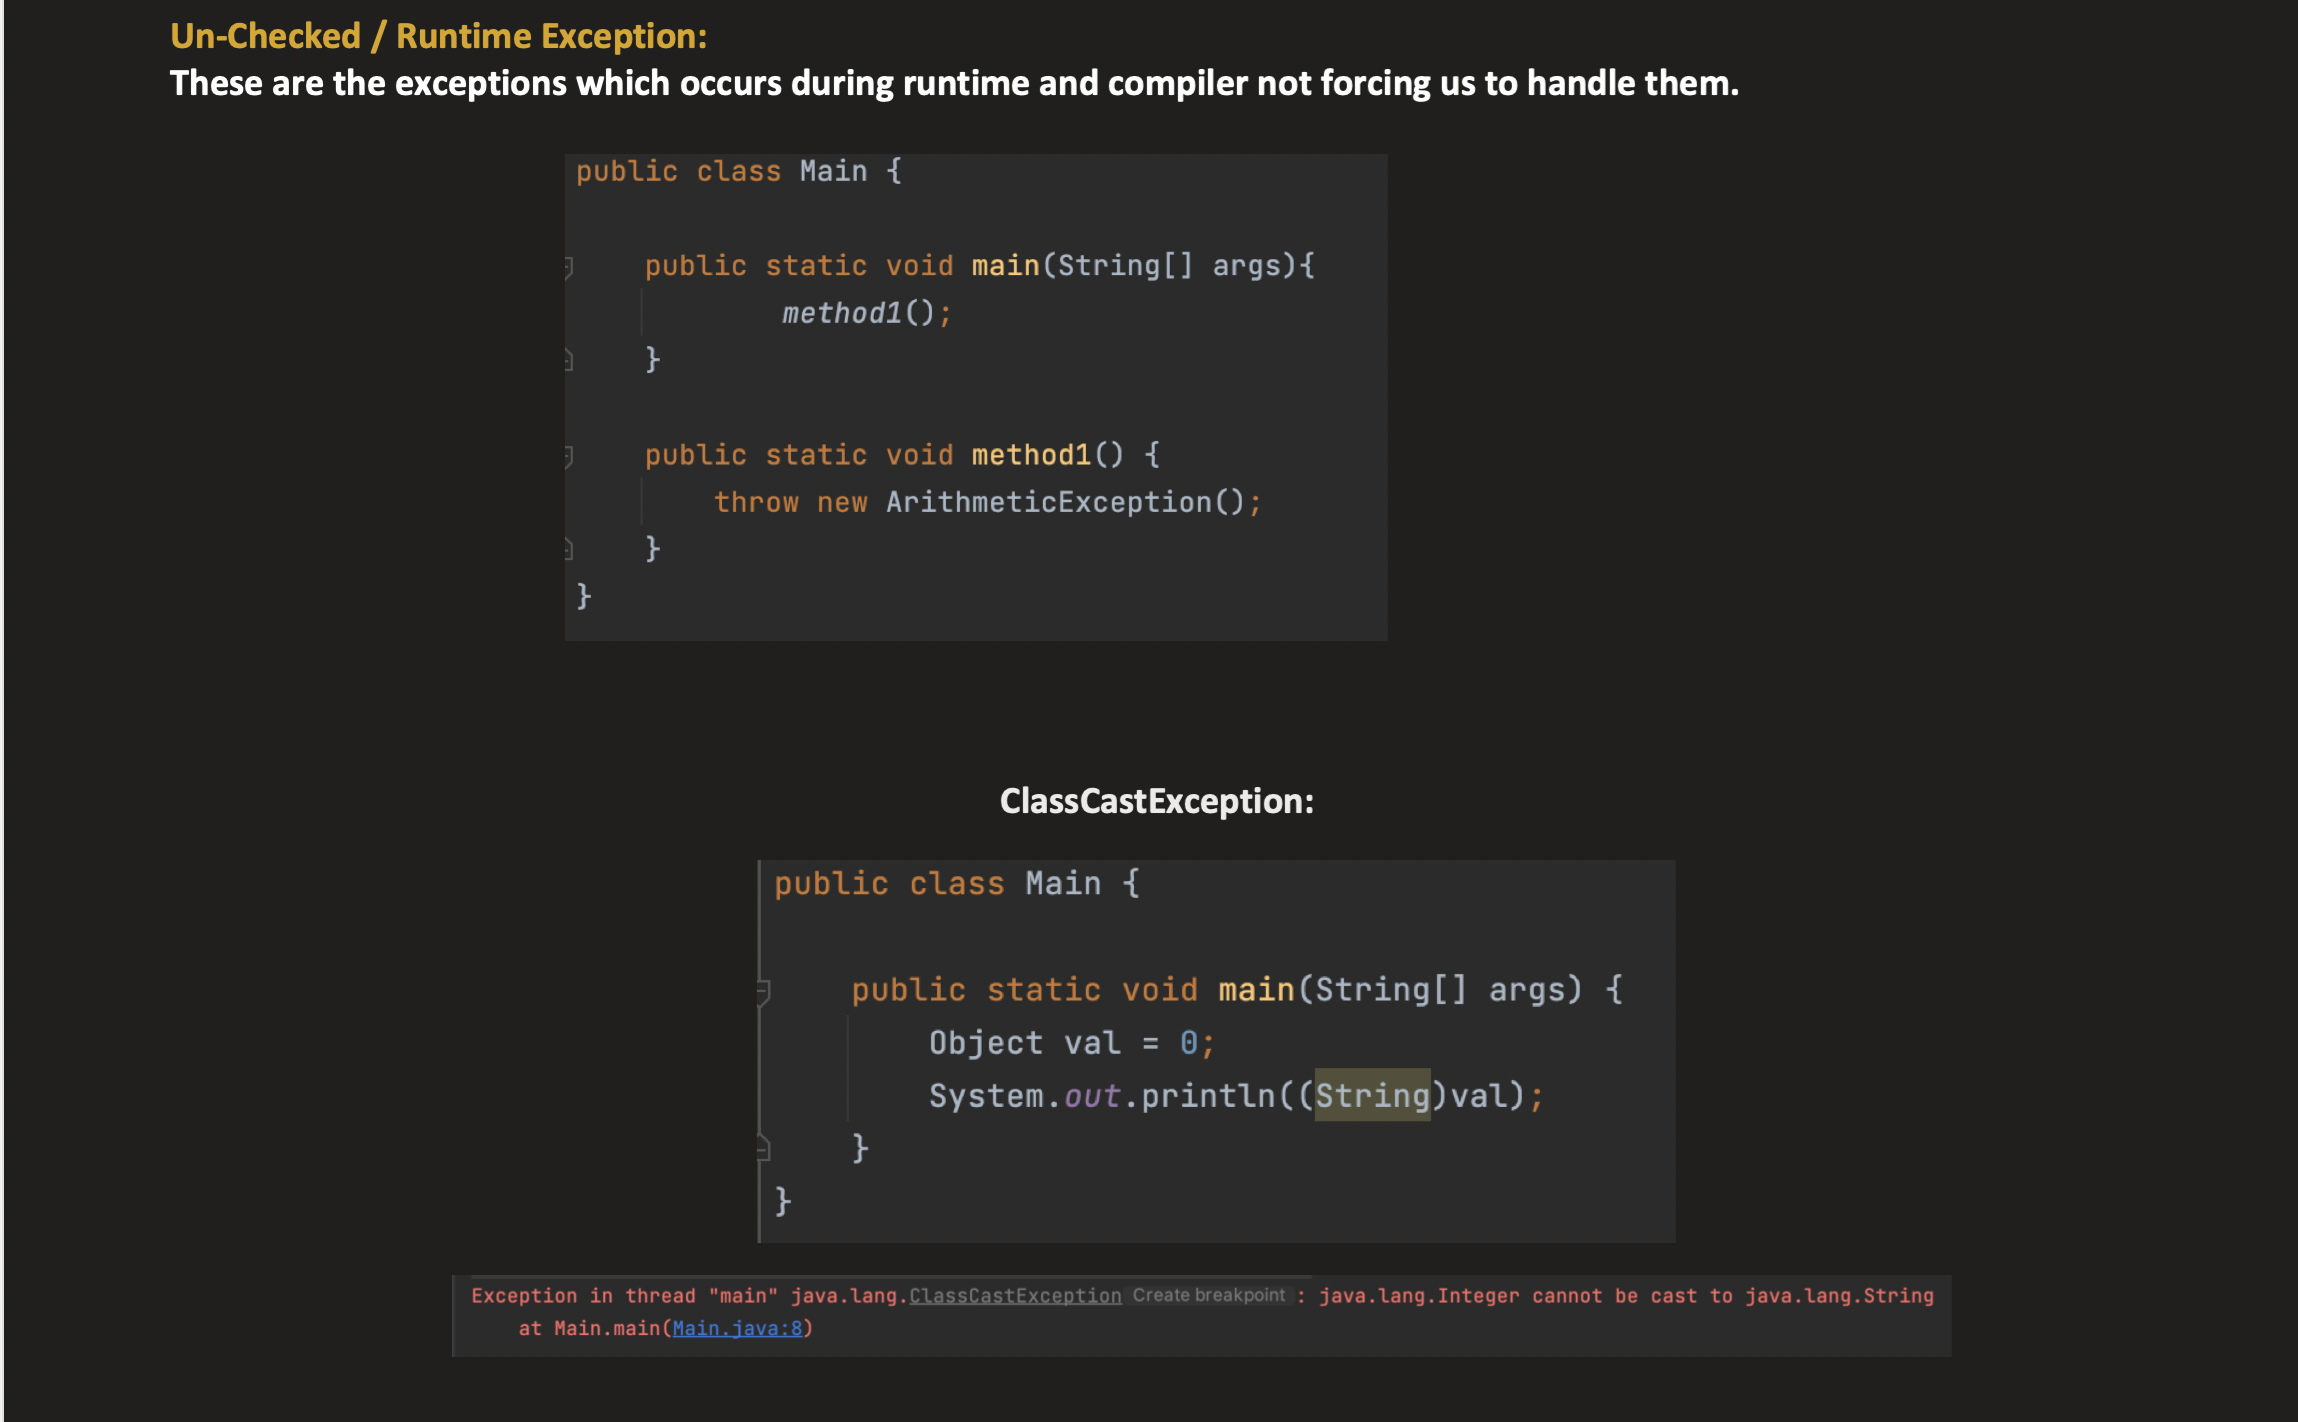 Un-Checked / Runtime Exception:
These are the exceptions which occurs during runtime and compiler not forcing us to handle them.
public class Main {
public static void main(String[] args){
method1();
}
public static void method1() {
throw new ArithmeticException();
}
}
ClassCastException:
public class Main {
public static void main(String[] args) {
Object val = 0;
System.out.println((String)val);
}
}
Exception in thread "main" java.lang.ClassCastException Create breakpoint : java.lang.Integer cannot be cast to java.lang.String
at Main.main(Main.java:8)